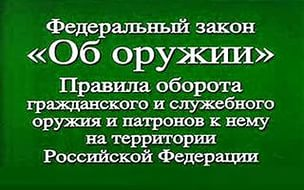 Федеральный закон
«Об оружии»
Правила оборота
гражданского и служебного
оружия и патронов к нему
на территории
Российской Федерации